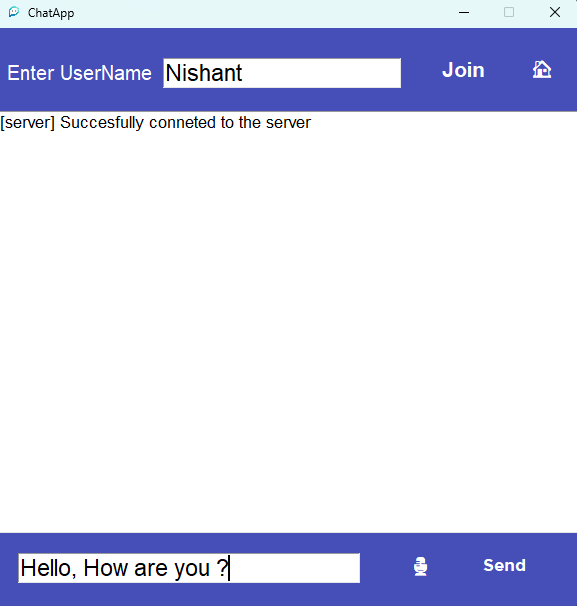 ChatApp
Enter UserName Nishant Join
[server] Succesfully conneted to the server
Hello, How are you ? Send